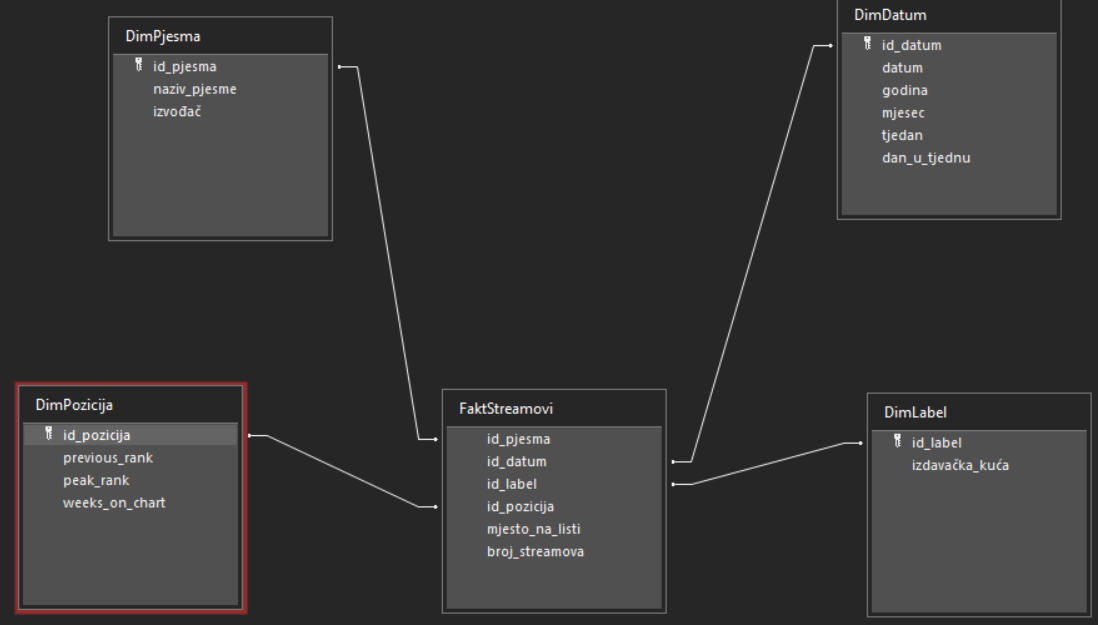 DimPjesma
id_pjesma
naziv_pjesme
izvođač
DimDatum
id_datum
datum
godina
mjesec
tjedan
dan_u_tjednu
DimPozicija
id_pozicija
previous_rank
peak_rank
weeks_on_chart
FaktStreamovi
id_pjesma
id_datum
id_label
id_pozicija
mjesto_na_listi
broj_streamova
DimLabel
id_label
izdavačka_kuća